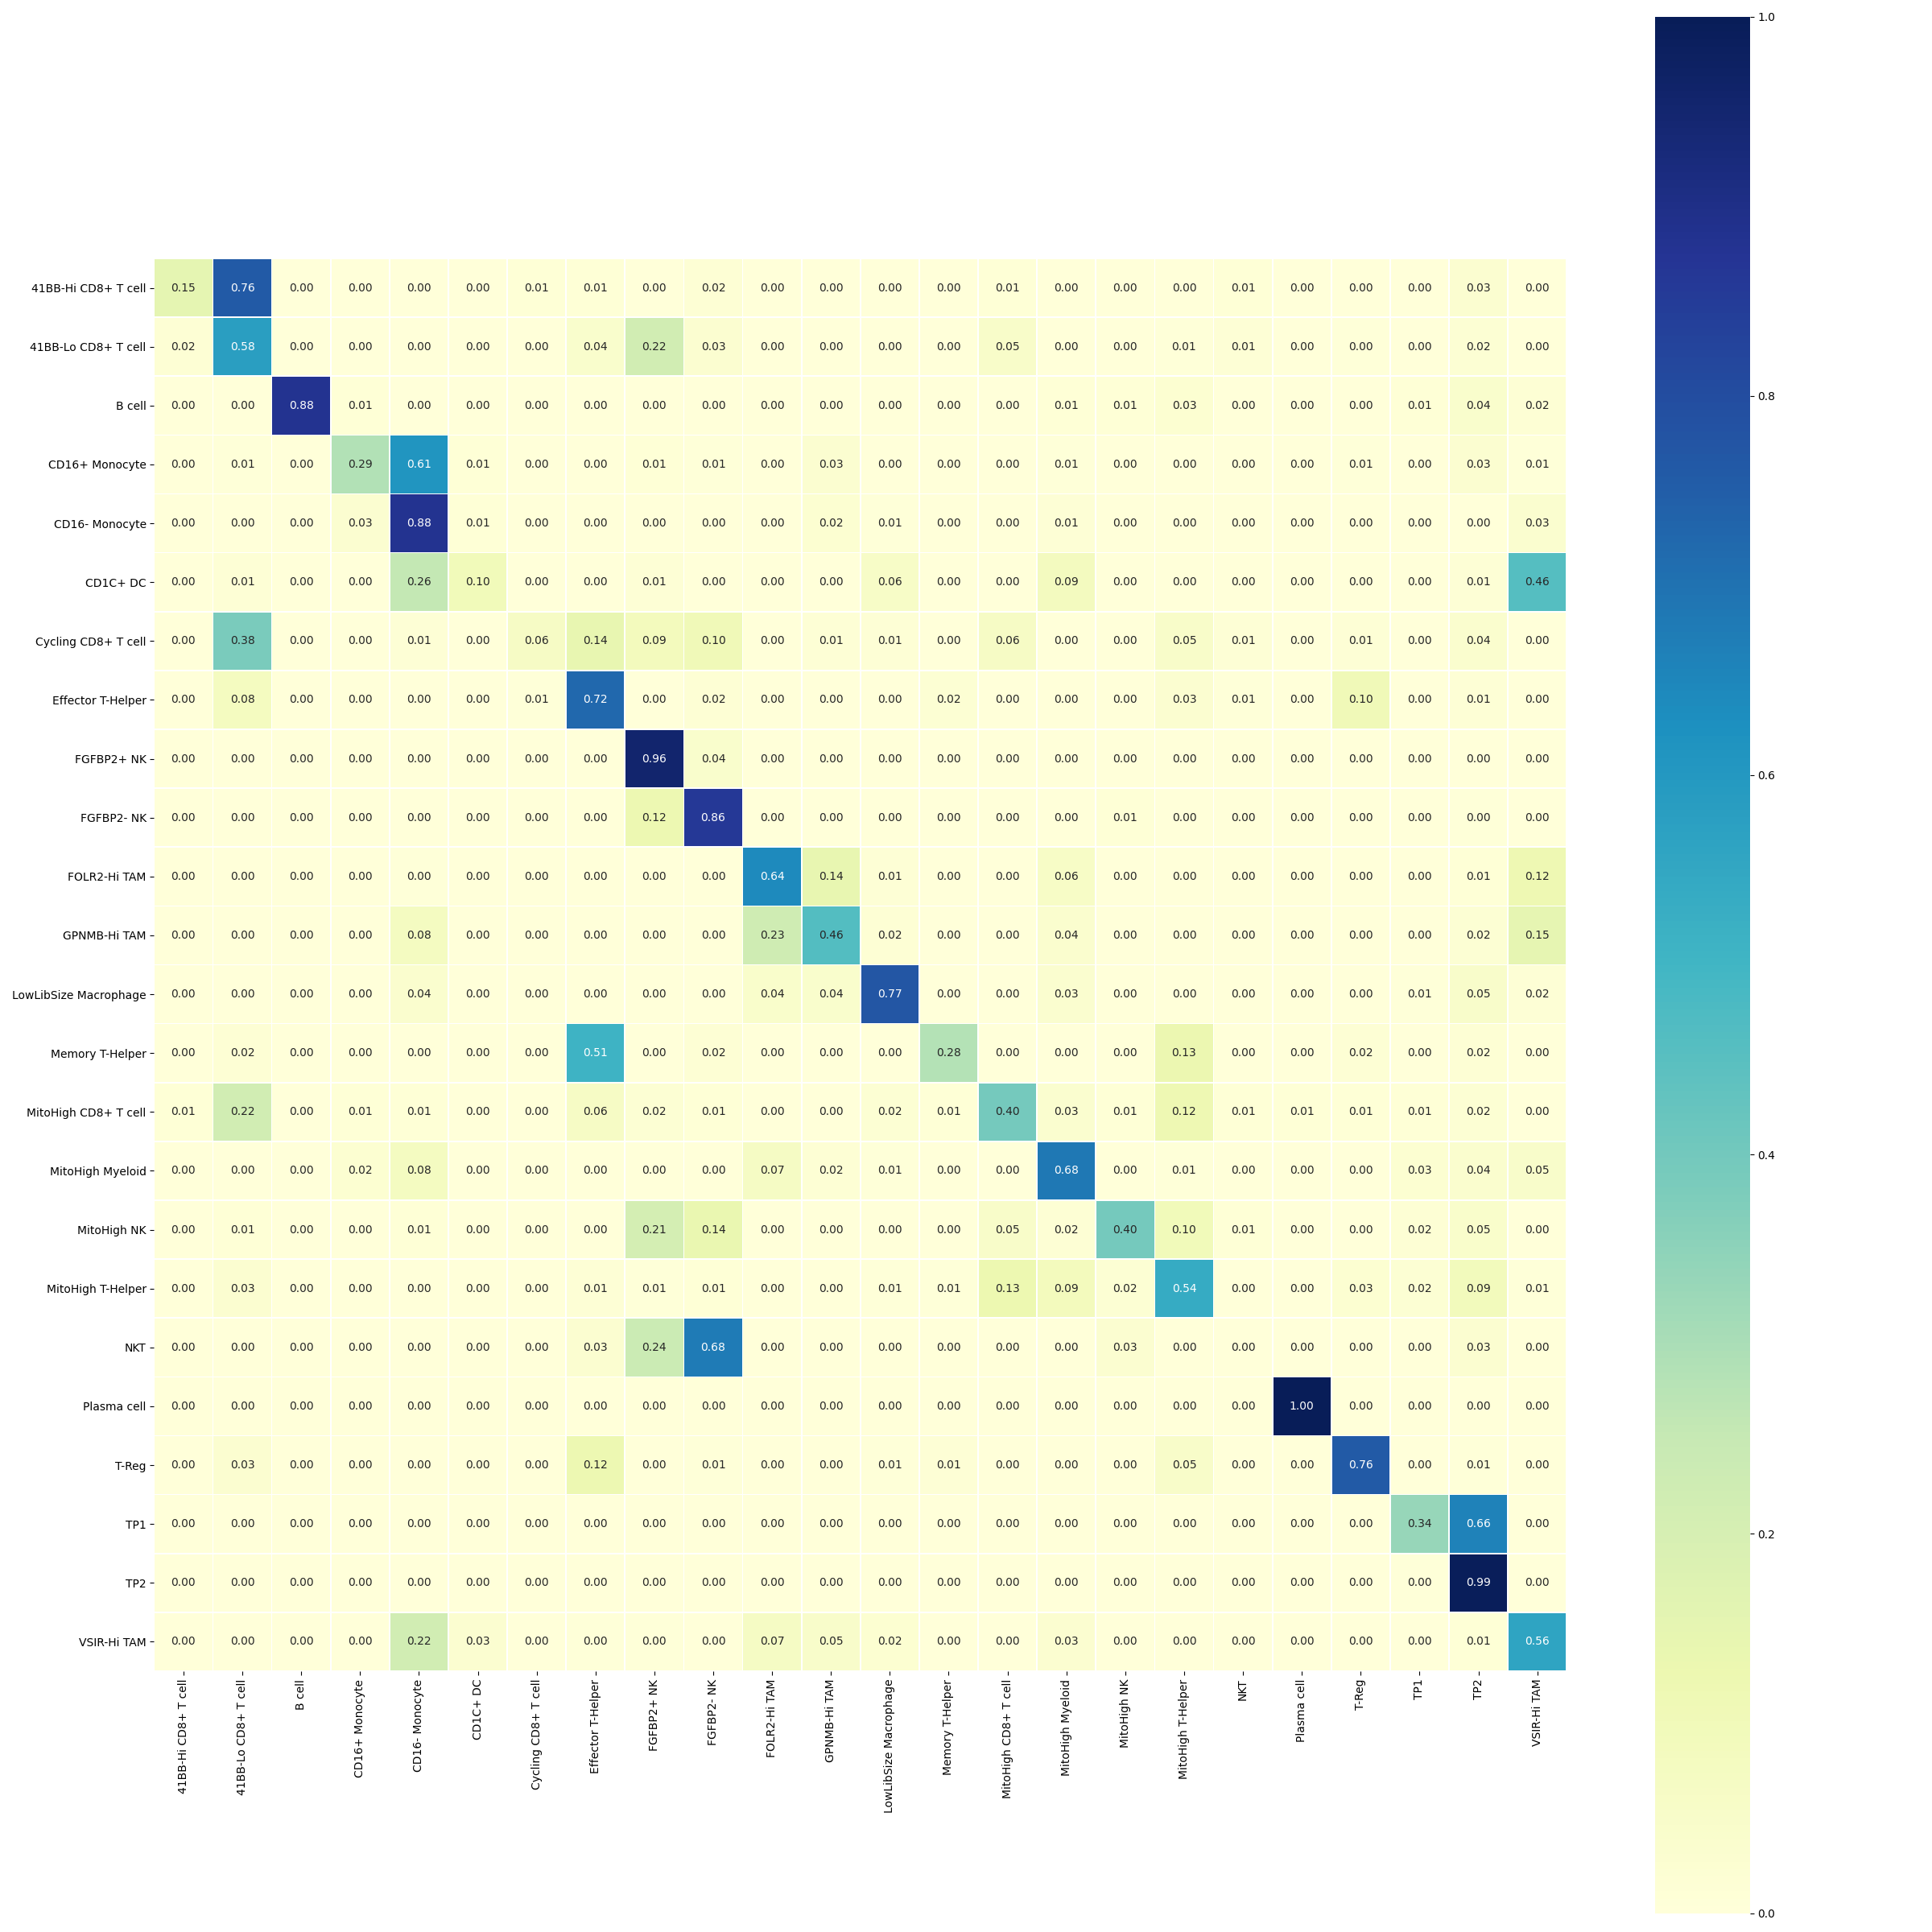 1.0
0.8
0.6
0.4
0.2
0.0
41BB-Hi CD8+ T cell 0.15 0.76 0.00 0.00 0.00 0.00 0.01 0.01 0.00 0.02 0.00 0.00 0.00 0.00 0.01 0.00 0.00 0.00 0.01 0.00 0.00 0.00 0.03 0.00
41BB-Lo CD8+ T cell 0.02 0.58 0.00 0.00 0.00 0.00 0.00 0.04 0.22 0.03 0.00 0.00 0.00 0.00 0.05 0.00 0.00 0.01 0.01 0.00 0.00 0.00 0.02 0.00
B cell 0.00 0.00 0.88 0.01 0.00 0.00 0.00 0.00 0.00 0.00 0.00 0.00 0.00 0.00 0.00 0.01 0.01 0.03 0.00 0.00 0.00 0.01 0.04 0.02
CD16+ Monocyte 0.00 0.01 0.00 0.29 0.61 0.01 0.00 0.00 0.01 0.01 0.00 0.03 0.00 0.00 0.00 0.01 0.00 0.00 0.00 0.00 0.01 0.00 0.03 0.01
CD16- Monocyte 0.00 0.00 0.00 0.03 0.88 0.01 0.00 0.00 0.00 0.00 0.00 0.02 0.01 0.00 0.00 0.01 0.00 0.00 0.00 0.00 0.00 0.00 0.00 0.03
CD1C+ DC 0.00 0.01 0.00 0.00 0.26 0.10 0.00 0.00 0.01 0.00 0.00 0.00 0.06 0.00 0.00 0.09 0.00 0.00 0.00 0.00 0.00 0.00 0.01 0.46
Cycling CD8+ T cell 0.00 0.38 0.00 0.00 0.01 0.00 0.06 0.14 0.09 0.10 0.00 0.01 0.01 0.00 0.06 0.00 0.00 0.05 0.01 0.00 0.01 0.00 0.04 0.00
Effector T-Helper 0.00 0.08 0.00 0.00 0.00 0.00 0.01 0.72 0.00 0.02 0.00 0.00 0.00 0.02 0.00 0.00 0.00 0.03 0.01 0.00 0.10 0.00 0.01 0.00
FGFBP2+ NK 0.00 0.00 0.00 0.00 0.00 0.00 0.00 0.00 0.96 0.04 0.00 0.00 0.00 0.00 0.00 0.00 0.00 0.00 0.00 0.00 0.00 0.00 0.00 0.00
FGFBP2- NK 0.00 0.00 0.00 0.00 0.00 0.00 0.00 0.00 0.12 0.86 0.00 0.00 0.00 0.00 0.00 0.00 0.01 0.00 0.00 0.00 0.00 0.00 0.00 0.00
FOLR2-Hi TAM 0.00 0.00 0.00 0.00 0.00 0.00 0.00 0.00 0.00 0.00 0.64 0.14 0.01 0.00 0.00 0.06 0.00 0.00 0.00 0.00 0.00 0.00 0.01 0.12
GPNMB-Hi TAM 0.00 0.00 0.00 0.00 0.08 0.00 0.00 0.00 0.00 0.00 0.23 0.46 0.02 0.00 0.00 0.04 0.00 0.00 0.00 0.00 0.00 0.00 0.02 0.15
LowLibSize Macrophage 0.00 0.00 0.00 0.00 0.04 0.00 0.00 0.00 0.00 0.00 0.04 0.04 0.77 0.00 0.00 0.03 0.00 0.00 0.00 0.00 0.00 0.01 0.05 0.02
Memory T-Helper 0.00 0.02 0.00 0.00 0.00 0.00 0.00 0.51 0.00 0.02 0.00 0.00 0.00 0.28 0.00 0.00 0.00 0.13 0.00 0.00 0.02 0.00 0.02 0.00
MitoHigh CD8+ T cell 0.01 0.22 0.00 0.01 0.01 0.00 0.00 0.06 0.02 0.01 0.00 0.00 0.02 0.01 0.40 0.03 0.01 0.12 0.01 0.01 0.01 0.01 0.02 0.00
MitoHigh Myeloid 0.00 0.00 0.00 0.02 0.08 0.00 0.00 0.00 0.00 0.00 0.07 0.02 0.01 0.00 0.00 0.68 0.00 0.01 0.00 0.00 0.00 0.03 0.04 0.05
MitoHigh NK 0.00 0.01 0.00 0.00 0.01 0.00 0.00 0.00 0.21 0.14 0.00 0.00 0.00 0.00 0.05 0.02 0.40 0.10 0.01 0.00 0.00 0.02 0.05 0.00
MitoHigh T-Helper 0.00 0.03 0.00 0.00 0.00 0.00 0.00 0.01 0.01 0.01 0.00 0.00 0.01 0.01 0.13 0.09 0.02 0.54 0.00 0.00 0.03 0.02 0.09 0.01
NKT 0.00 0.00 0.00 0.00 0.00 0.00 0.00 0.03 0.24 0.68 0.00 0.00 0.00 0.00 0.00 0.00 0.03 0.00 0.00 0.00 0.00 0.00 0.03 0.00
Plasma cell 0.00 0.00 0.00 0.00 0.00 0.00 0.00 0.00 0.00 0.00 0.00 0.00 0.00 0.00 0.00 0.00 0.00 0.00 0.00 1.00 0.00 0.00 0.00 0.00
T-Reg 0.00 0.03 0.00 0.00 0.00 0.00 0.00 0.12 0.00 0.01 0.00 0.00 0.01 0.01 0.00 0.00 0.00 0.05 0.00 0.00 0.76 0.00 0.01 0.00
TP1 0.00 0.00 0.00 0.00 0.00 0.00 0.00 0.00 0.00 0.00 0.00 0.00 0.00 0.00 0.00 0.00 0.00 0.00 0.00 0.00 0.00 0.34 0.66 0.00
TP2 0.00 0.00 0.00 0.00 0.00 0.00 0.00 0.00 0.00 0.00 0.00 0.00 0.00 0.00 0.00 0.00 0.00 0.00 0.00 0.00 0.00 0.00 0.99 0.00
VSIR-Hi TAM 0.00 0.00 0.00 0.00 0.22 0.03 0.00 0.00 0.00 0.00 0.07 0.05 0.02 0.00 0.00 0.03 0.00 0.00 0.00 0.00 0.00 0.00 0.01 0.56
41BB-Hi CD8+ T cell
41BB-Lo CD8+ T cell
B cell
CD16+ Monocyte
CD16- Monocyte
CD1C+ DC
Cycling CD8+ T cell
Effector T-Helper
FGFBP2+ NK
FGFBP2- NK
FOLR2-Hi TAM
GPNMB-Hi TAM
LowLibSize Macrophage
Memory T-Helper
MitoHigh CD8+ T cell
MitoHigh Myeloid
MitoHigh NK
MitoHigh T-Helper
NKT
Plasma cell
T-Reg
TP1
TP2
VSIR-Hi TAM